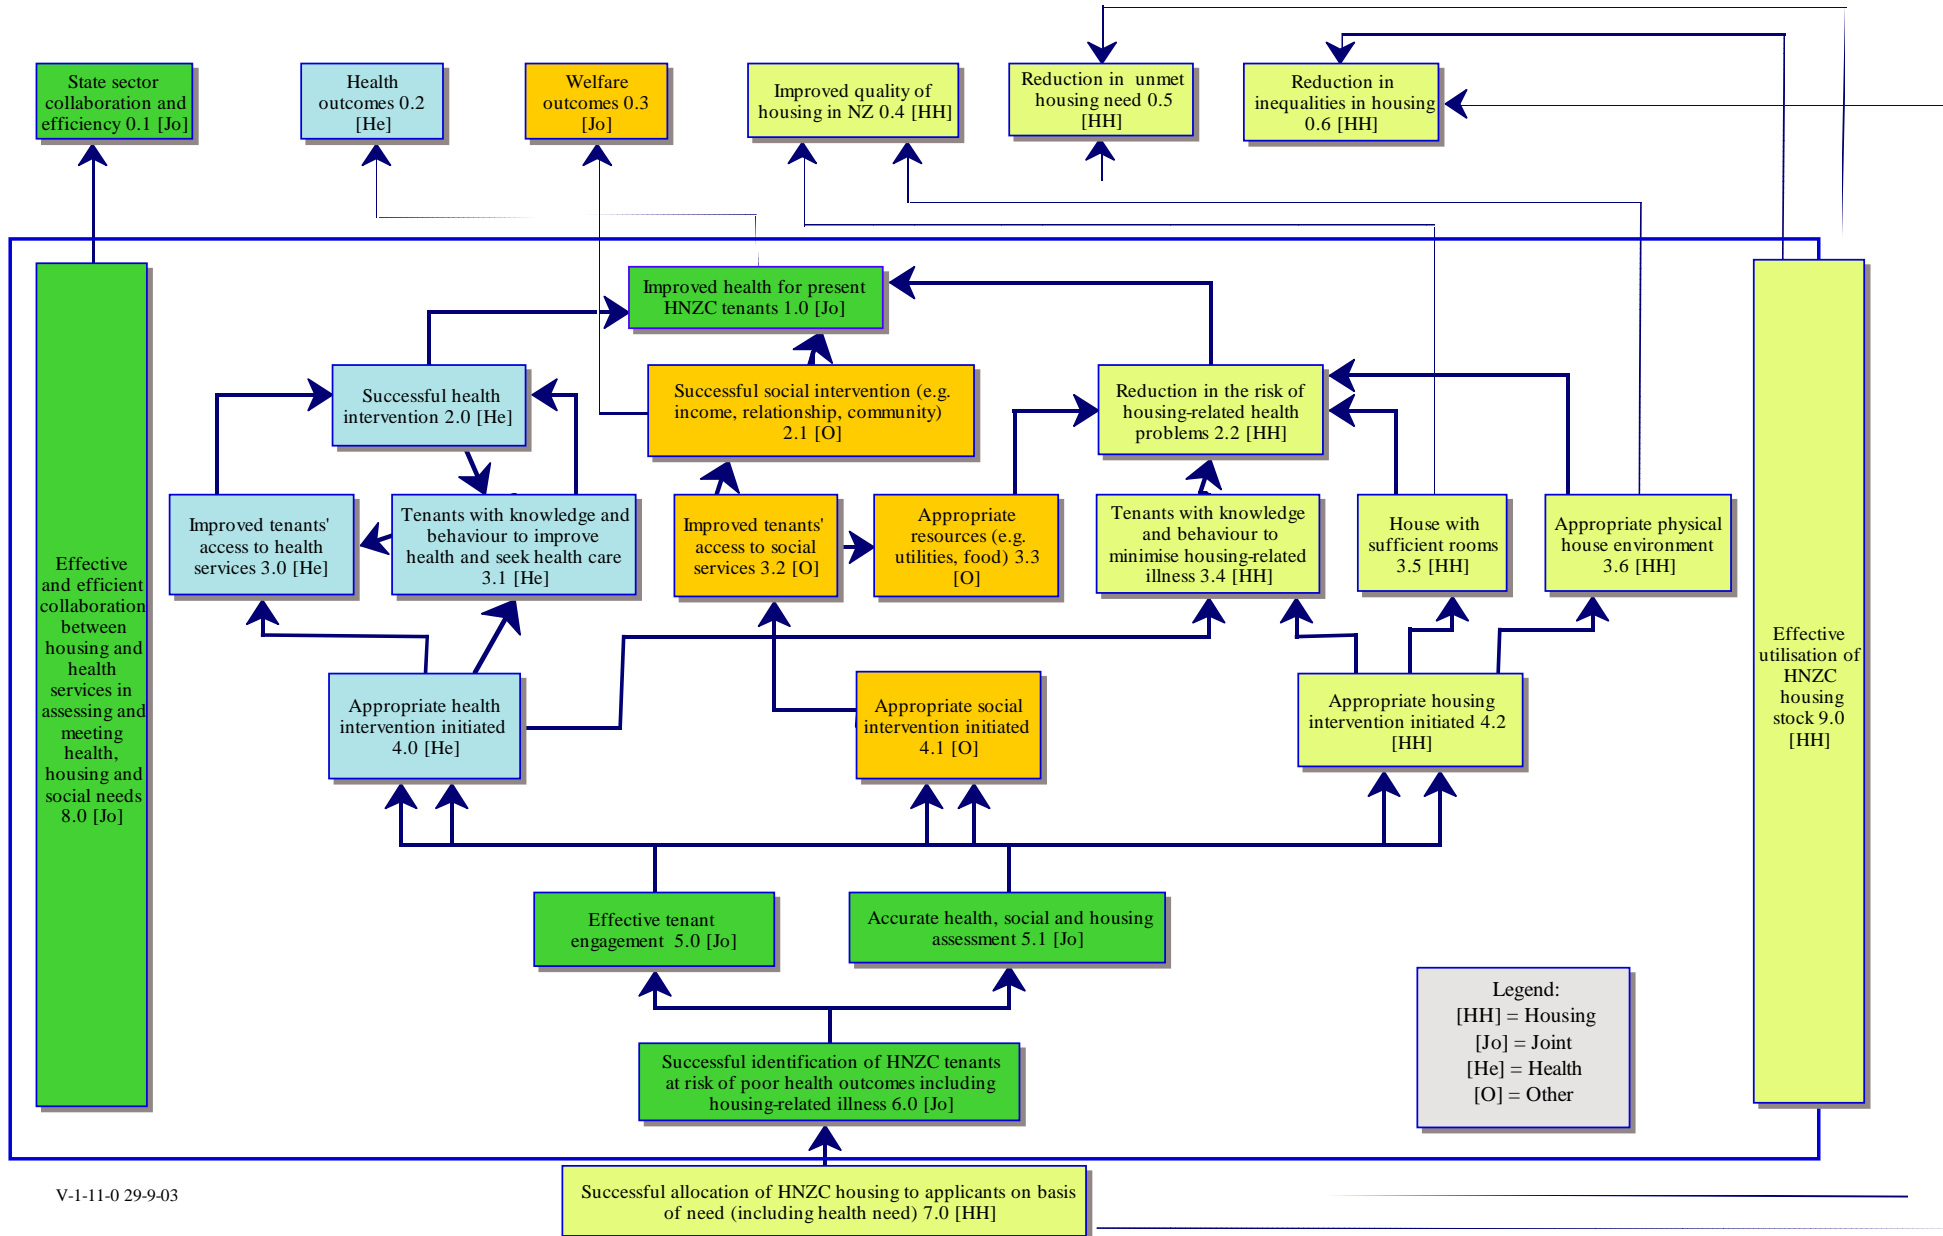 State sector
collaboration and
efficiency 0.1 [Jo]
Health
outcomes 0.2
[He]
Welfare
outcomes 0.3
[Jo]
Improved quality of
housing in NZ 0.4 [HH]
Reduction in unmet
housing need 0.5
[HH]
Reduction in
inequalities in housing
0.6 [HH]
Improved health for present
HNZC tenants 1.0 [Jo]
Successful health
intervention 2.0 [He]
Successful social intervention (e.g.
income, relationship, community)
2.1 [O]
Reduction in the risk of
housing-related health
problems 2.2 [HH]
Improved tenants'
access to health
services 3.0 [He]
Tenants with knowledge and
behaviour to improve
health and seek health care
3.1 [He]
Improved tenants'
access to social
services 3.2 [O]
Appropriate
resources (e.g.
utilities, food) 3.3
[O]
Tenants with knowledge
and behaviour to
minimise housing-related
illness 3.4 [HH]
House with
sufficient rooms
3.5 [HH]
Appropriate physical
house environment
3.6 [HH]
Effective
and efficient
collaboration
between
housing and
health
services in
assessing and
meeting
health,
housing and
social needs
8.0 [Jo]
Effective
utilisation of
HNZC
housing
stock 9.0
[HH]
Appropriate health
intervention initiated
4.0 [He]
Appropriate social
intervention initiated
4.1 [O]
Appropriate housing
intervention initiated 4.2
[HH]
Effective tenant
engagement 5.0 [Jo]
Accurate health, social and housing
assessment 5.1 [Jo]
Successful identification of HNZC tenants
at risk of poor health outcomes including
housing-related illness 6.0 [Jo]
Legend:
[HH] = Housing
[Jo] = Joint
[He] = Health
[O] = Other
Successful allocation of HNZC housing to applicants on basis
of need (including health need) 7.0 [HH]
V-1-11-0 29-9-03